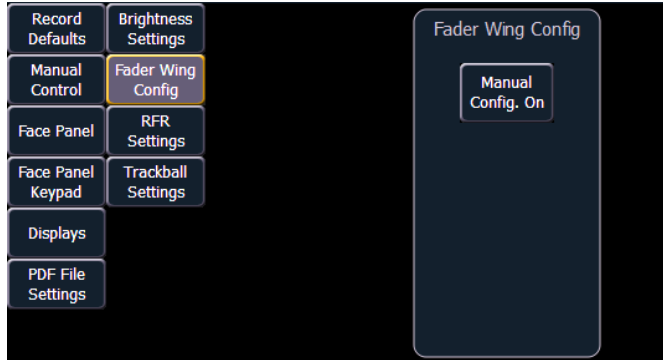 Record
Defaults
Brightness
Settings
Manual
Control
Fader Wing
Config
Face Panel
RFR
Settings
Face Panel
Keypad
Trackball
Settings
Displays
PDF File
Settings
Fader Wing Config
Manual
Config. On